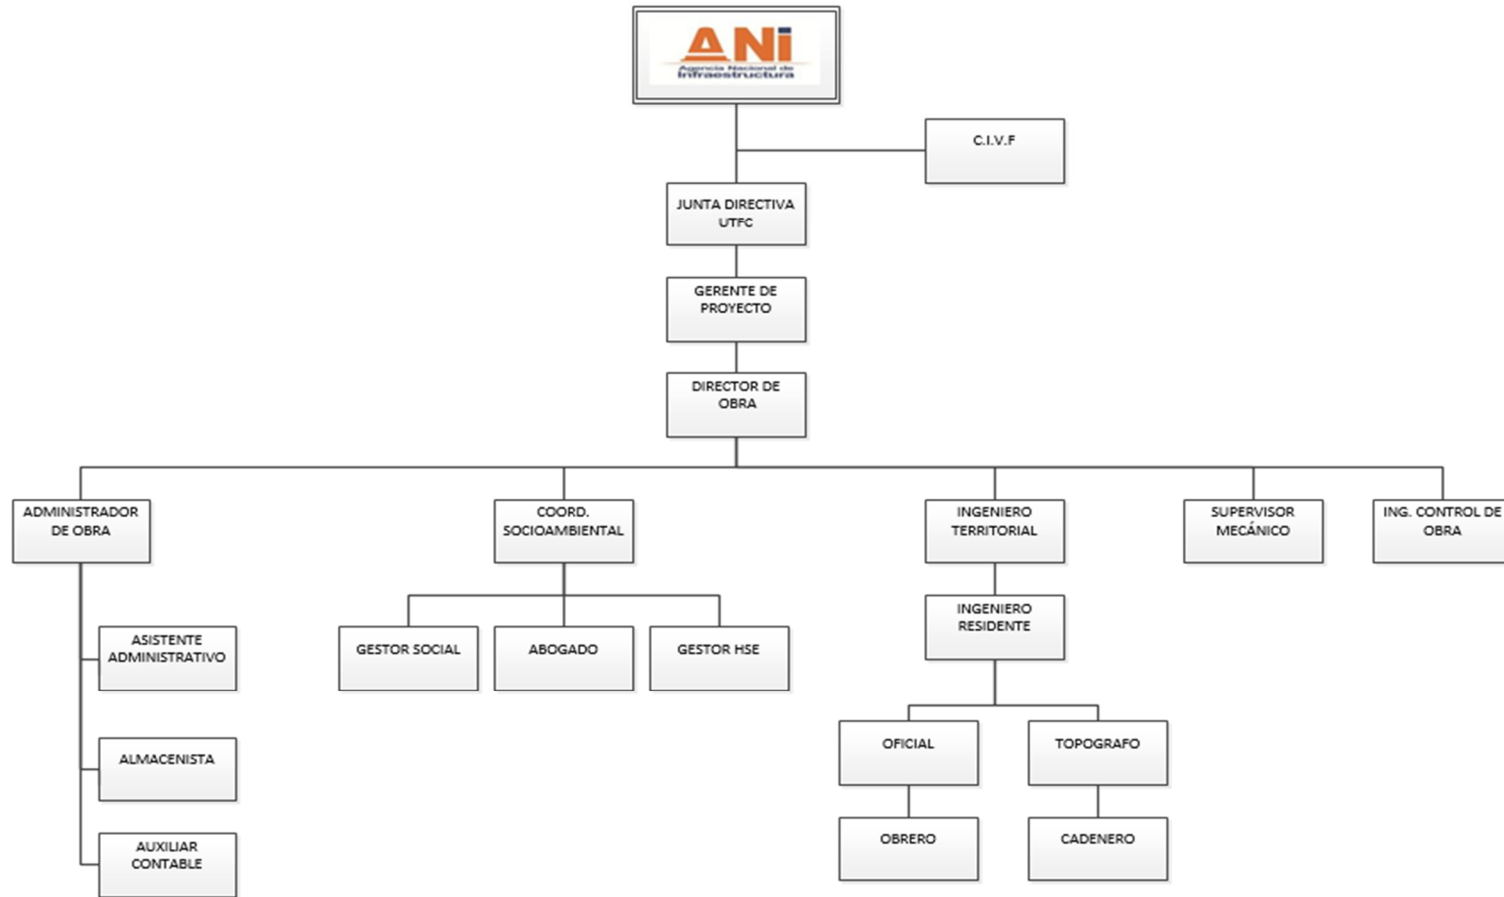 ANi
Agencia Nacional de
Infraestructura
C.I.V.F
JUNTA DIRECTIVA
UTFC
GERENTE DE
PROYECTO
DIRECTOR DE
OBRA
ADMINISTRADOR
DE OBRA
COORD.
SOCIOAMBIENTAL
INGENIERO
TERRITORIAL
SUPERVISOR
MECÁNICO
ING. CONTROL DE
OBRA
ASISTENTE
ADMINISTRATIVO
ALMACENISTA
AUXILIAR
CONTABLE
GESTOR SOCIAL
ABOGADO
GESTOR HSE
INGENIERO
RESIDENTE
OFICIAL
TOPOGRAFO
OBRERO
CADENERO